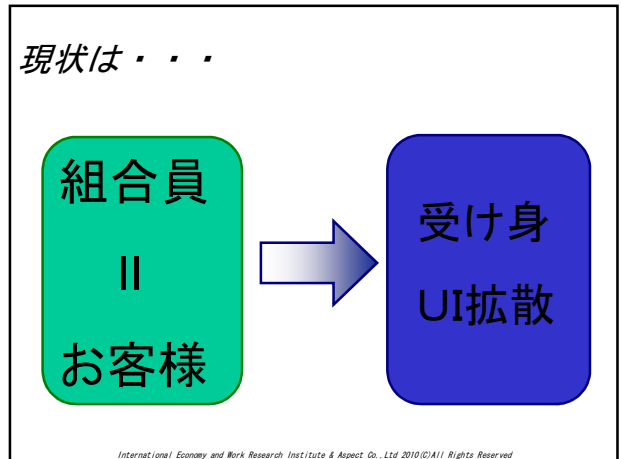 現状は・・・
組合員
||
お客様
受け身
UI拡散
International Economy and Work Research Institute & Aspect Co.,Ltd 2010(C)All Rights Reserved